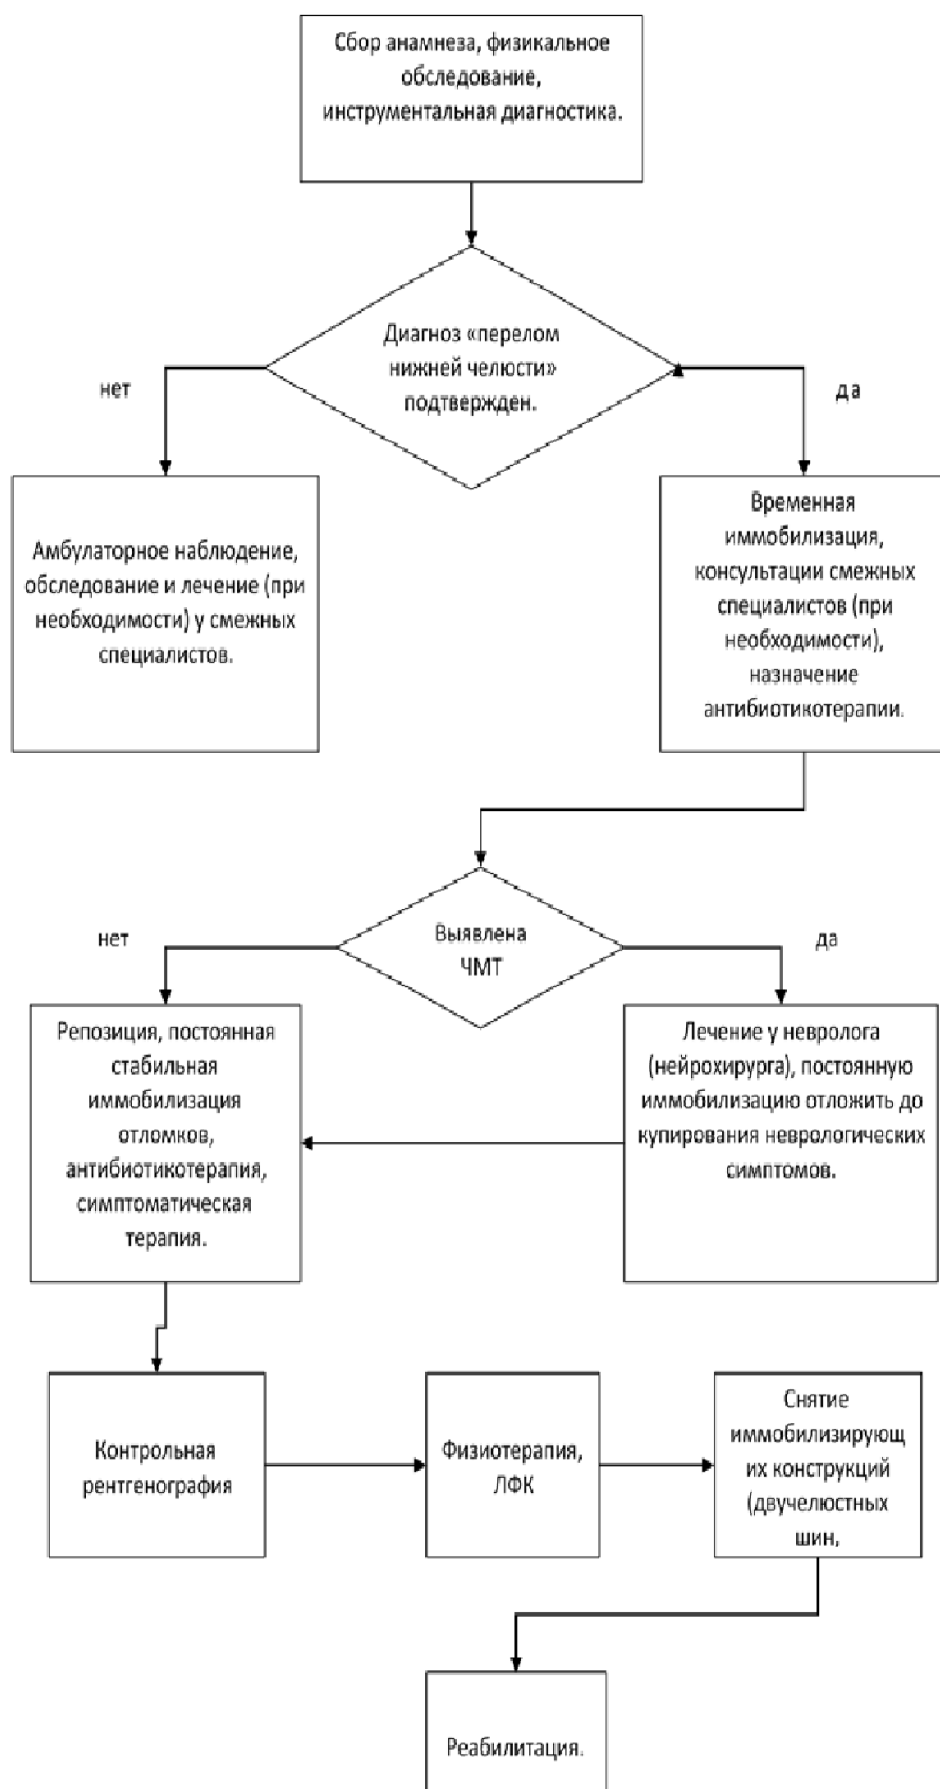 Сбор анамнеза, физикальное
обследование,
инструментальная диагностика.
Диагноз «перелом
нижней челюсти»
подтвержден.
нет
да
Амбулаторное наблюдение,
обследование и лечение (при
необходимости) у смежных
специалистов.
Временная
иммобилизация,
консультации смежных
специалистов (при
необходимости),
назначение
антибиотикотерапии.
Выявлена
ЧМТ
нет
да
Репозиция, постоянная
стабильная
иммобилизация
отломков,
антибиотикотерапия,
симптоматическая
терапия.
Лечение у невролога
(нейрохирурга), постоянную
иммобилизацию отложить до
купирования неврологических
симптомов.
Контрольная
рентгенография
Физиотерапия,
ЛФК
Снятие
иммобилизирующ
их конструкций
(двучелюстных
шин,
Реабилитация.